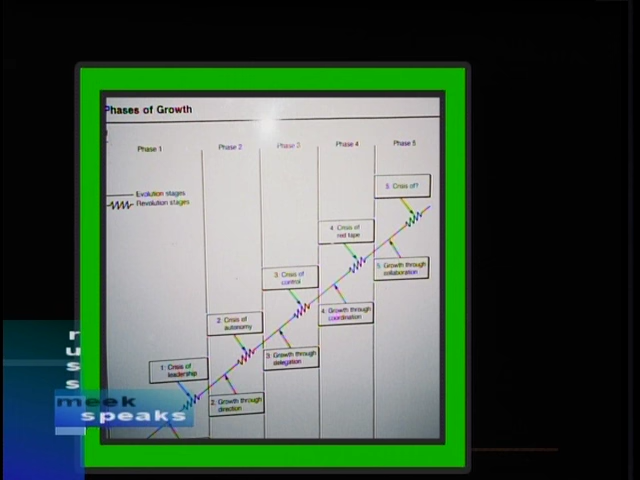 Phases of Growth
Phase 1
Phase 2
Phase 3
Phase 4
Phase 5
Evolution stages
Revolution stages
5: Crisis of?
4: Crisis of
red tape
5: Growth through
collaboration
3: Crisis of
control
4: Growth through
coordination
2: Crisis of
autonomy
3: Growth through
delegation
1: Crisis of
leadership
2: Growth through
direction
russ
meek
speaks